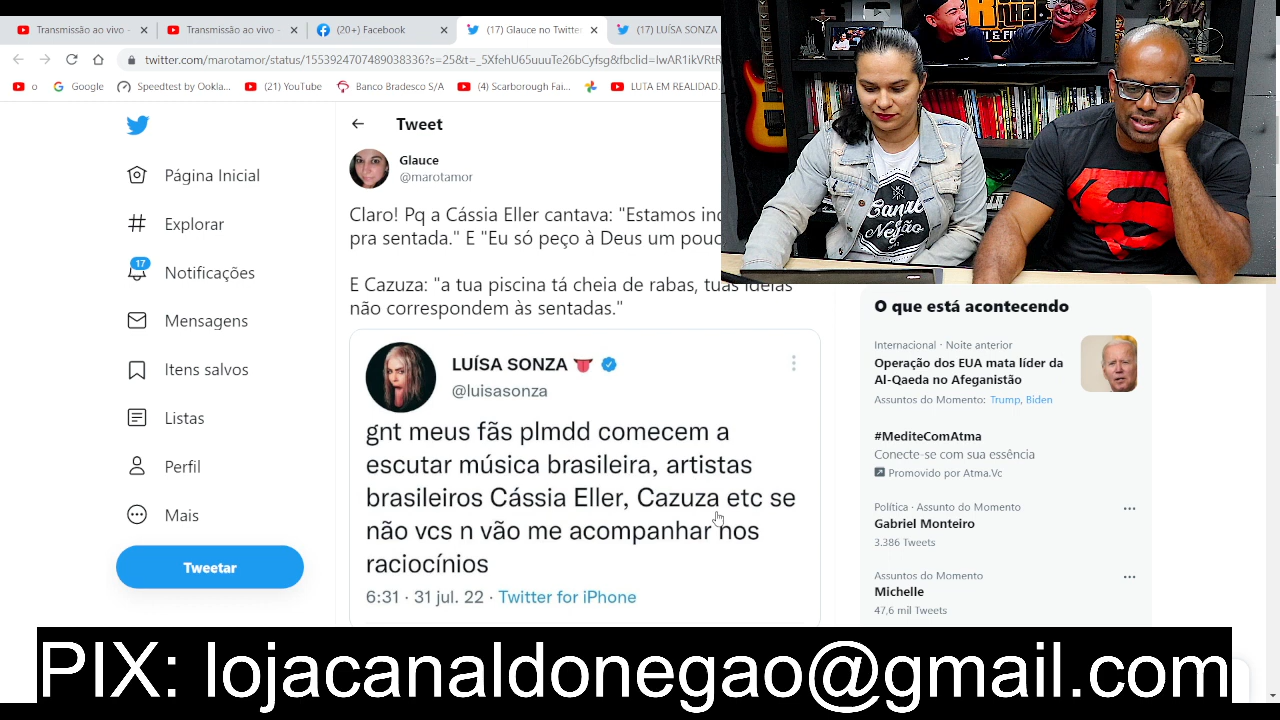 Transmissão ao vivo -
Transmissão ao vivo -
(20+) Facebook
(17) Glauce no Twitter
(17) LUÍSA SONZA
twitter.com/marotamor/status/1553924707489038336?s=25&t=_5XfehU65uuuTe26bCyfsg&fbclid=IwAR1ikVRtR
o
Google
Speedtest by Ookla...
(21) YouTube
Banco Bradesco S/A
(4) Scarborough Fai...
LUTA EM REALIDAD...
Tweet
Glauce
@marotamor
Página Inicial
Explorar
17
Notificações
Mensagens
Itens salvos
Listas
Perfil
Mais
Tweetar
Claro! Pq a Cássia Eller cantava: "Estamos
pra sentada." E "Eu só peço à Deus um
E Cazuza: "a tua piscina tá cheia de rabas, tuas ideias
não correspondem às sentadas."
LUÍSA SONZA
@luisasonza
gnt meus fãs plmdd comecem a
escutar música brasileira, artistas
brasileiros Cássia Eller, Cazuza etc se
não vcs n vão me acompanhar nos
raciocínios
6:31 · 31 jul. 22 · Twitter for iPhone
Canal
Negão
O que está acontecendo
Internacional · Noite anterior
Operação dos EUA mata líder da
Al-Qaeda no Afeganistão
Assuntos do Momento: Trump, Biden
#MediteComAtma
Conecte-se com sua essência
Promovido por Atma.Vc
Política · Assunto do Momento
Gabriel Monteiro
3.386 Tweets
Assuntos do Momento
Michelle
47,6 mil Tweets
PIX: lojacanaldonegao@gmail.com